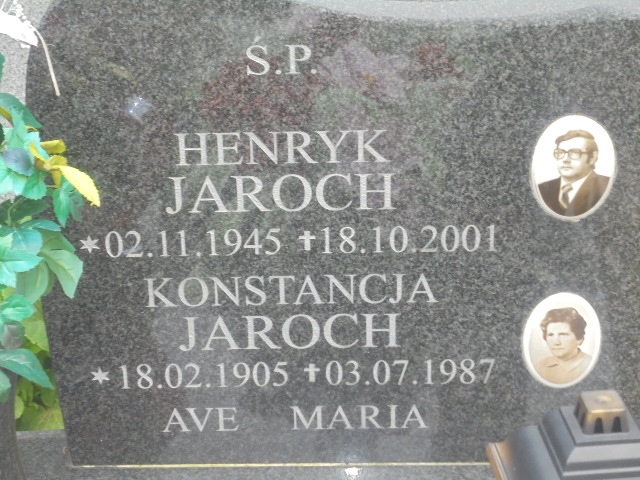 Ś.P.
HENRYK
JAROCH
*02.11.1945 ✝18.10.2001
KONSTANCJA
JAROCH
*18.02.1905 ✝03.07.1987
AVE MARIA